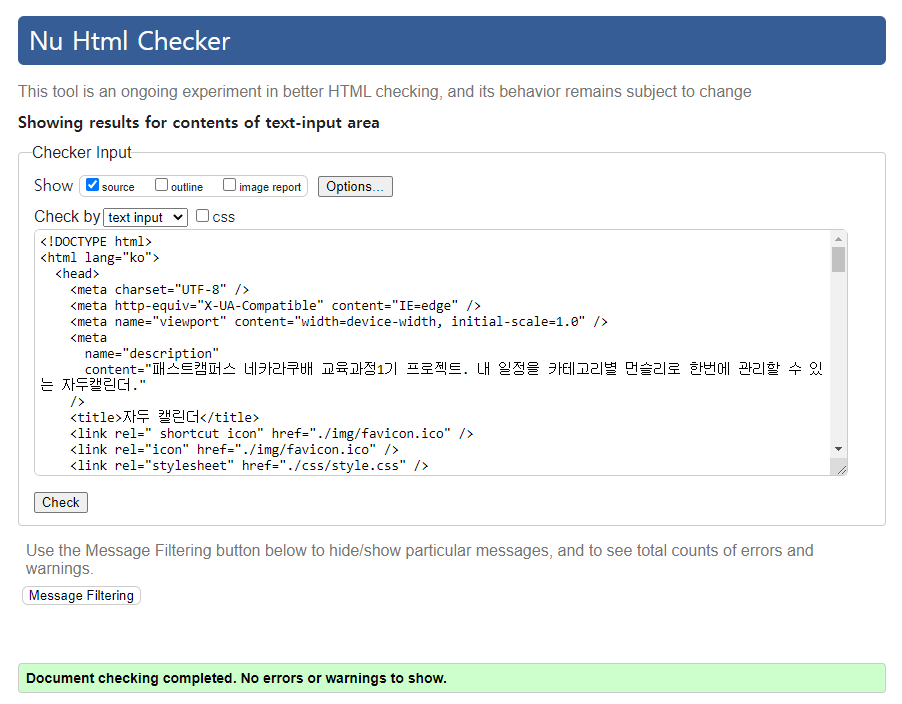 Nu Html Checker
This tool is an ongoing experiment in better HTML checking, and its behavior remains subject to change
Showing results for contents of text-input area
Checker Input
Show source outline image report Options...
Check by text input css
<!DOCTYPE html>
<html lang="ko">
<head>
<meta charset="UTF-8" />
<meta http-equiv="X-UA-Compatible" content="IE=edge" />
<meta name="viewport" content="width=device-width, initial-scale=1.0" />
<meta
name="description"
content="패스트캠퍼스 네카라쿠배 교육과정1기 프로젝트. 내 일정을 카테고리별 먼슬리로 한번에 관리할 수 있
는 자두캘린더."
/>
<title>자두 캘린더</title>
<link rel=" shortcut icon" href="./img/favicon.ico" />
<link rel="icon" href="./img/favicon.ico" />
<link rel="stylesheet" href="./css/style.css" />
Check
Use the Message Filtering button below to hide/show particular messages, and to see total counts of errors and
warnings.
Message Filtering
Document checking completed. No errors or warnings to show.